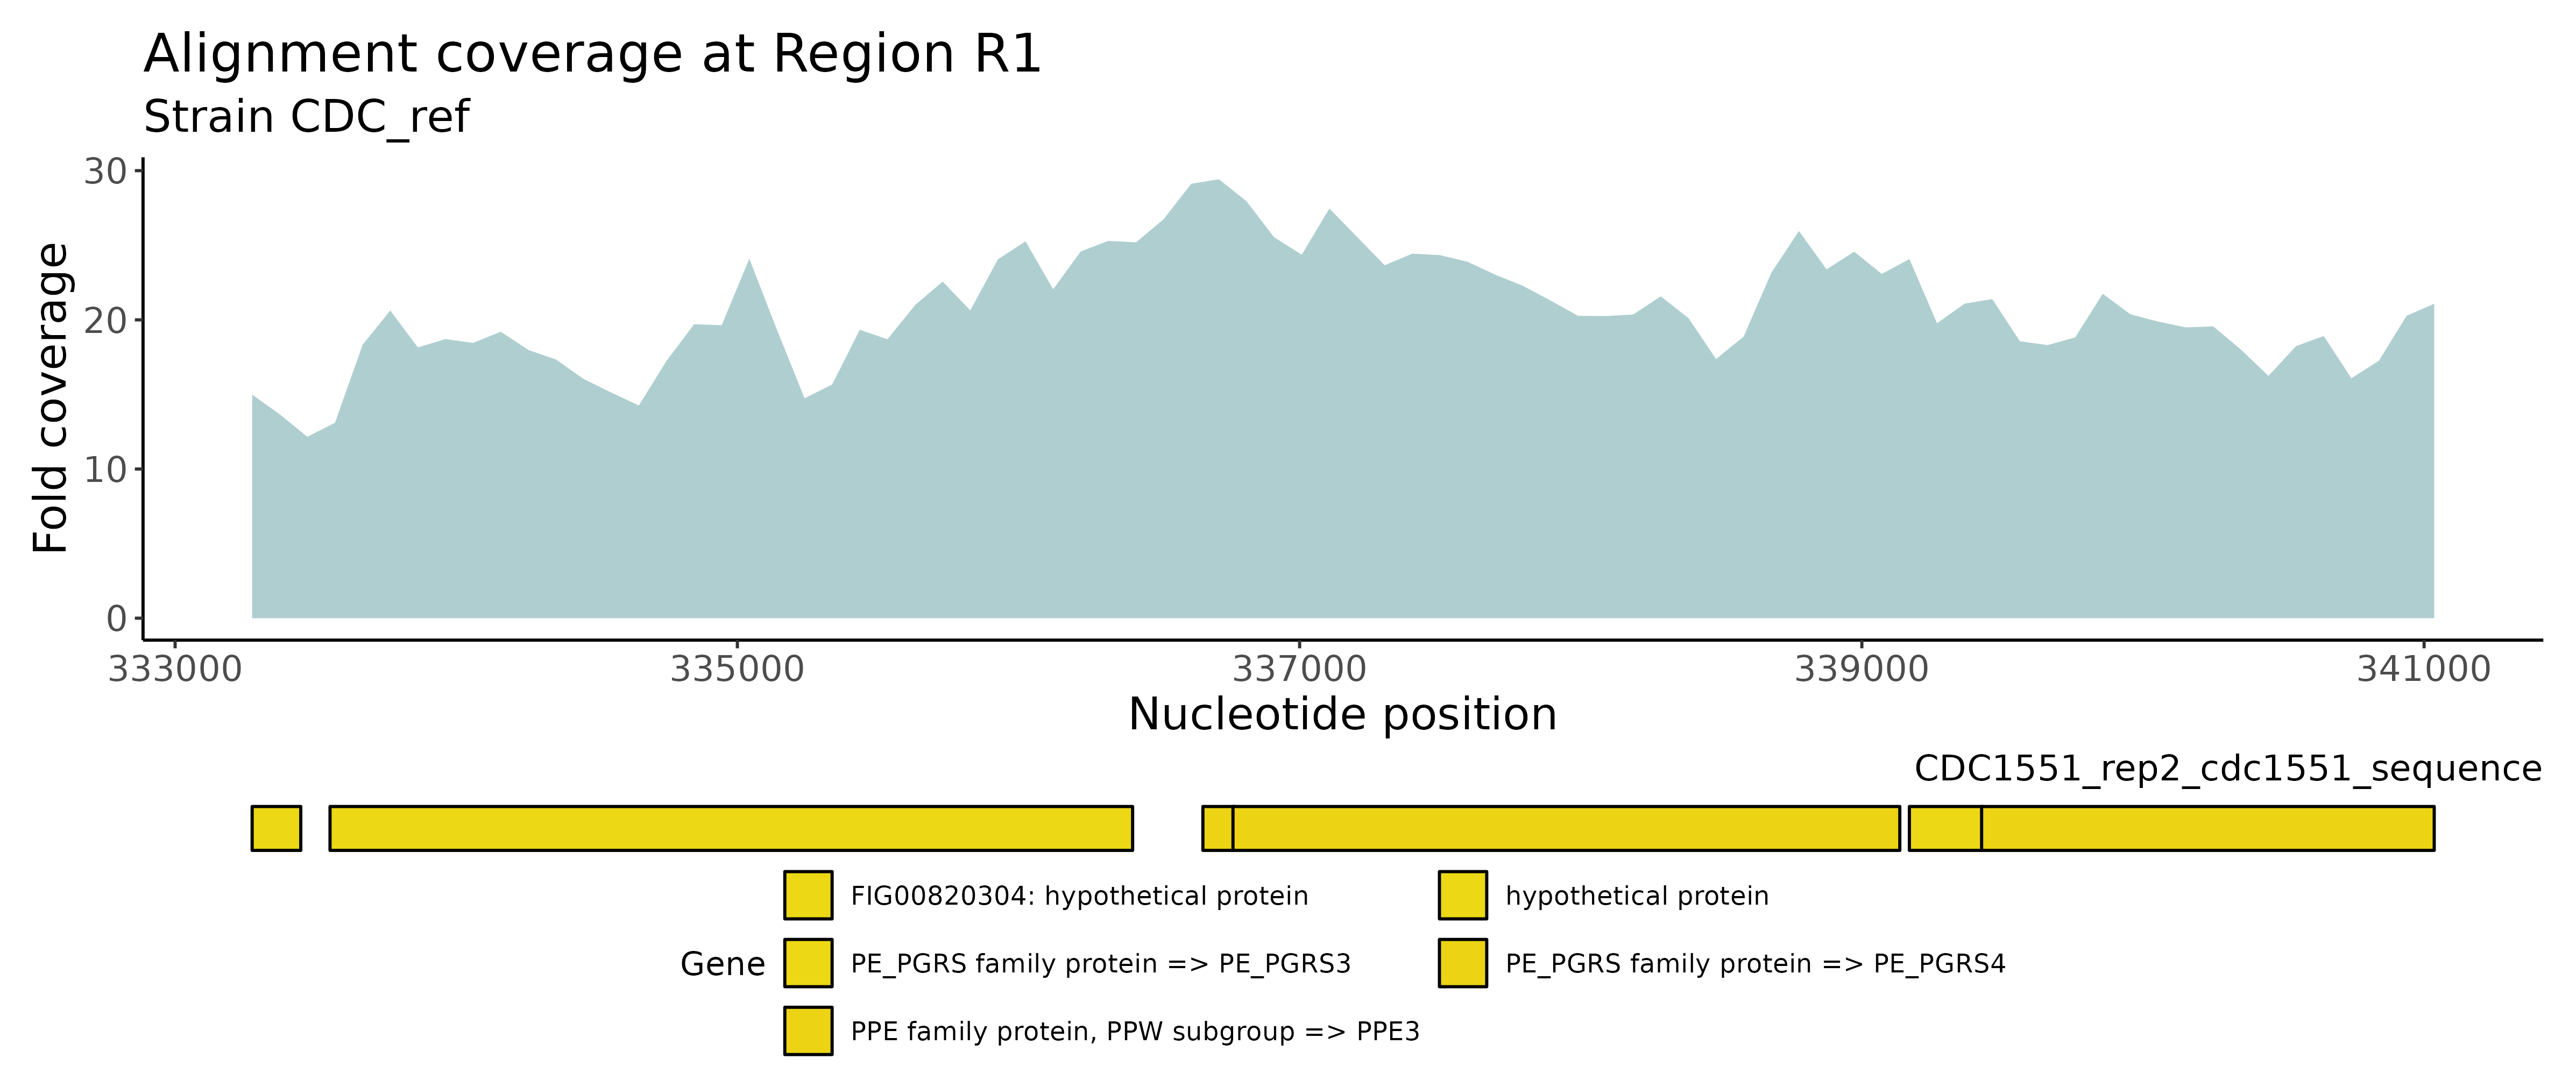 Alignment coverage at Region R1
Strain CDC_ref
Fold coverage
30
20
10
0
333000 335000 337000 339000 341000
Nucleotide position
CDC1551_rep2_cdc1551_sequence
Gene
FIG00820304: hypothetical protein
hypothetical protein
PE_PGRS family protein => PE_PGRS3
PE_PGRS family protein => PE_PGRS4
PPE family protein, PPW subgroup => PPE3